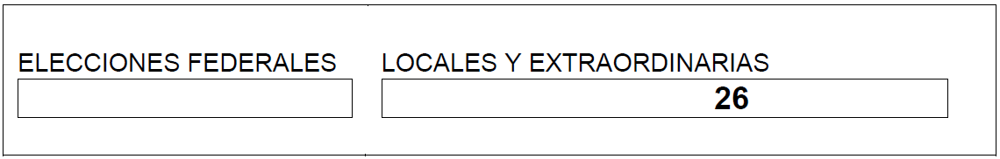 ELECCIONES FEDERALES LOCALES Y EXTRAORDINARIAS
26